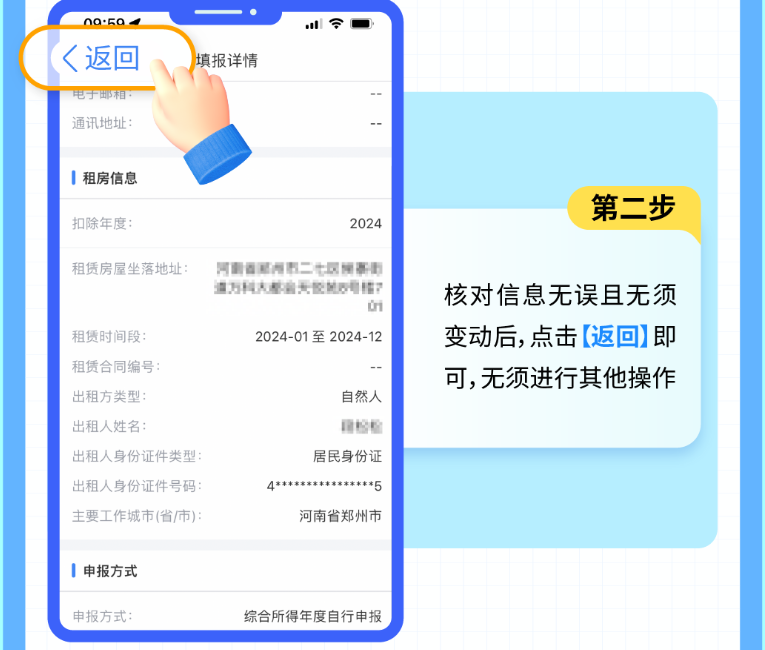 09:59
返回
填报详情
电子邮箱： --
通讯地址： --
租房信息
扣除年度： 2024
租赁房屋坐落地址：
租赁时间段： 2024-01 至 2024-12
租赁合同编号： --
出租方类型： 自然人
出租人姓名：
出租人身份证件类型： 居民身份证
出租人身份证件号码： 4****************5
主要工作城市(省/市)： 河南省郑州市
申报方式
申报方式： 综合所得年度自行申报
第二步
核对信息无误且无须
变动后，点击【返回】即
可，无须进行其他操作